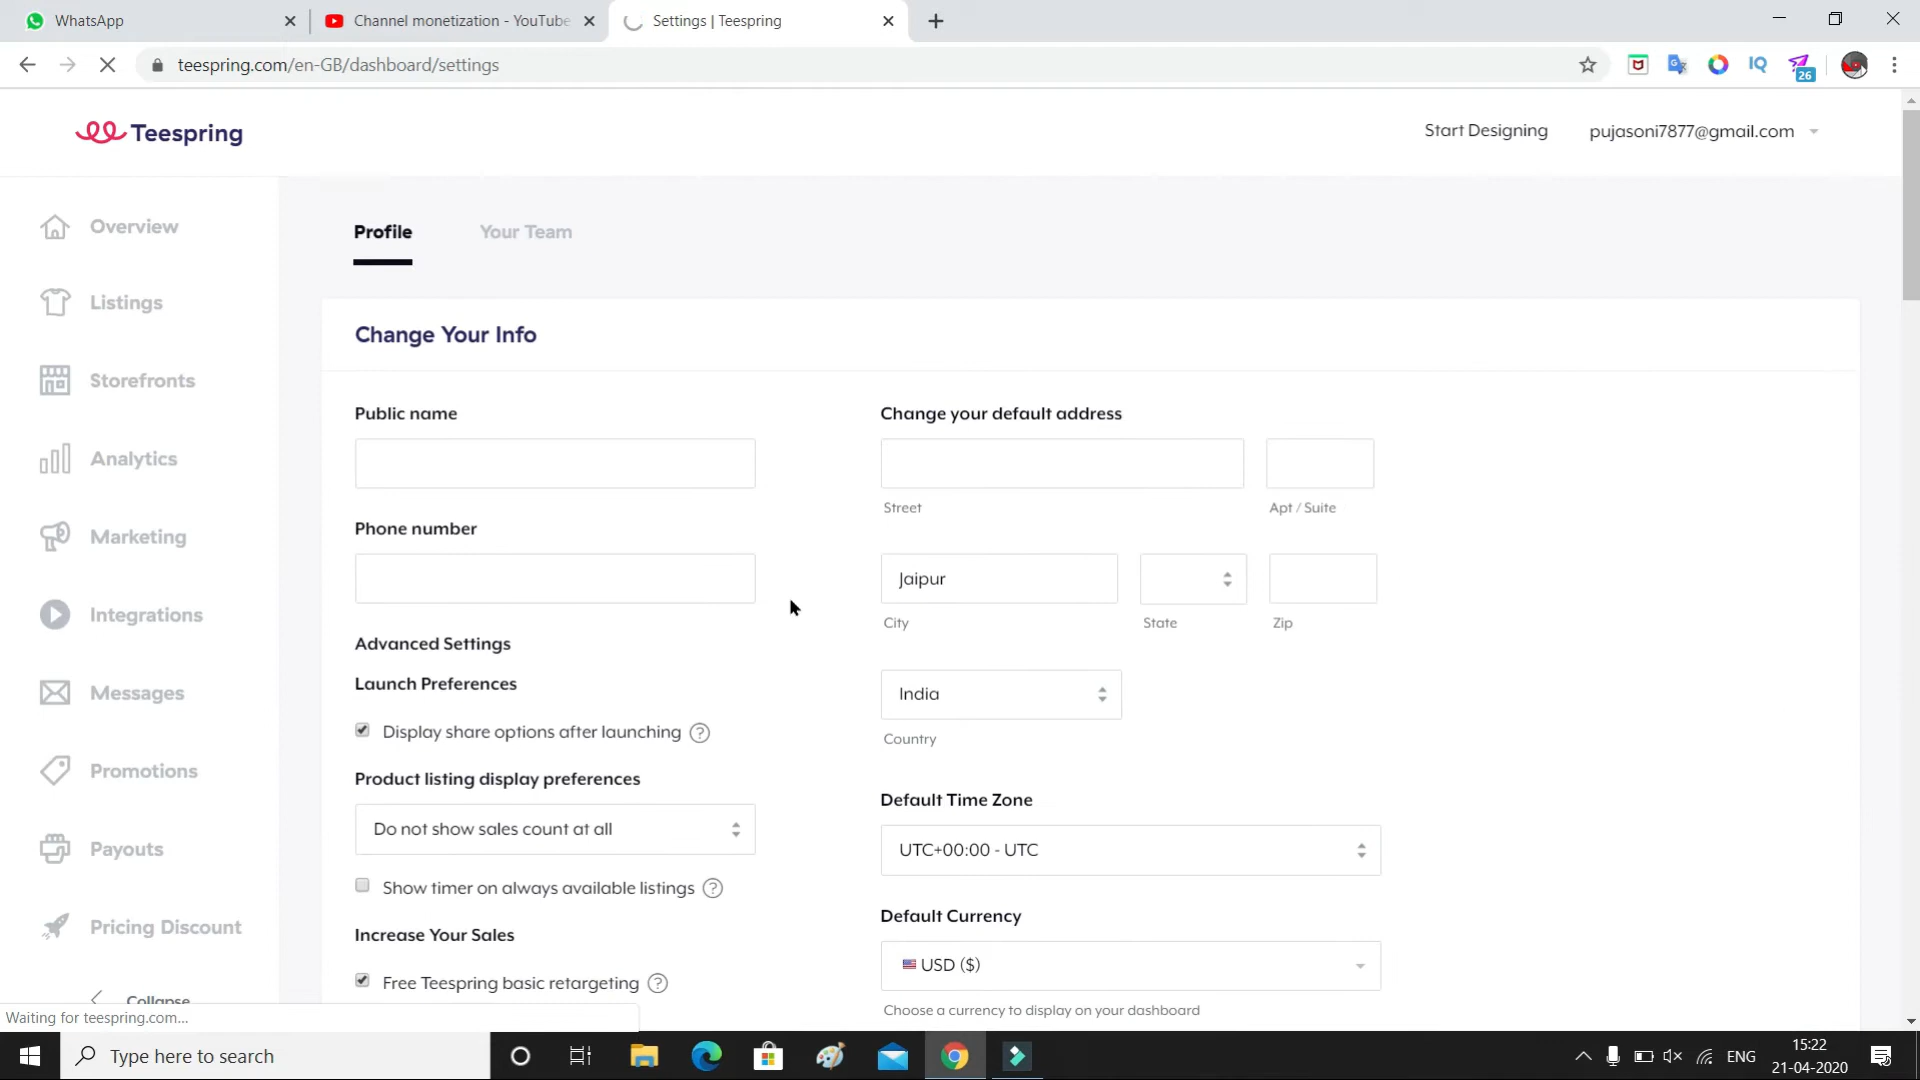 WhatsApp
Channel monetization - YouTube
Settings | Teespring
teespring.com/en-GB/dashboard/settings
IQ
26
Teespring
Start Designing
pujasoni7877@gmail.com
Overview
Listings
Storefronts
Analytics
Marketing
Integrations
Messages
Promotions
Payouts
Pricing Discount
Collapse
Profile
Your Team
Change Your Info
Public name
Phone number
Advanced Settings
Launch Preferences
Display share options after launching ?
Product listing display preferences
Do not show sales count at all
Show timer on always available listings ?
Increase Your Sales
Free Teespring basic retargeting ?
Change your default address
Street
Apt / Suite
Jaipur
City
State
Zip
India
Country
Default Time Zone
UTC+00:00 - UTC
Default Currency
USD ($)
Choose a currency to display on your dashboard
Waiting for teespring.com...
Type here to search
ENG
15:22
21-04-2020